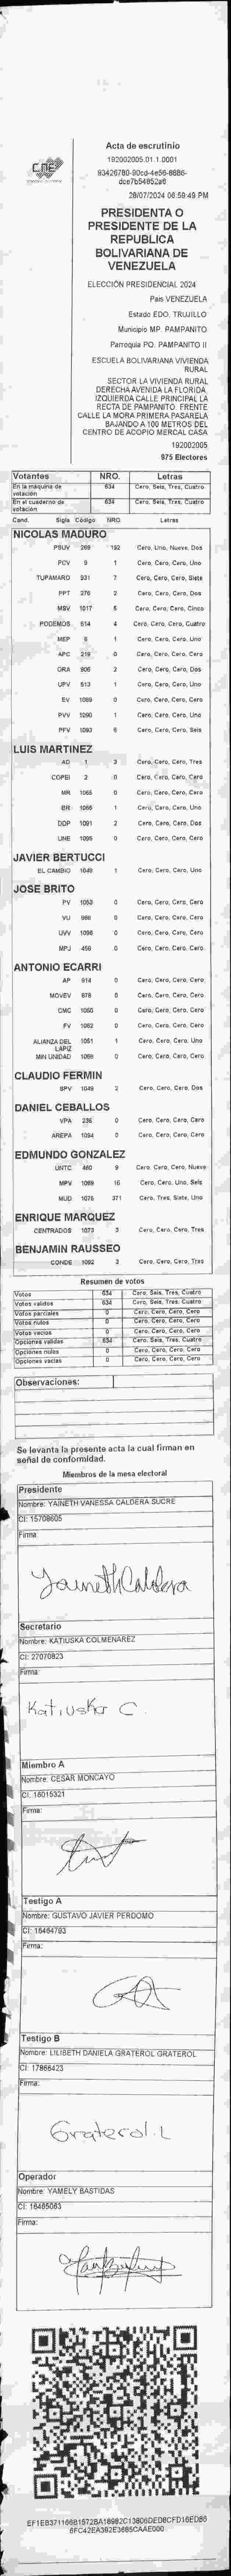 CNE
Acta de escrutinio
192002005.01.1.0001
93426780-90cd-4e56-8686-
dce7b54852a8
28/07/2024 06:59:49 PM
PRESIDENTA O
PRESIDENTE DE LA
REPUBLICA
BOLIVARIANA DE
VENEZUELA
ELECCIÓN PRESIDENCIAL 2024
País VENEZUELA
Estado EDO. TRUJILLO
Municipio MP. PAMPANITO
Parroquia PQ. PAMPANITO II
ESCUELA BOLIVARIANA VIVIENDA
RURAL
SECTOR LA VIVIENDA RURAL
DERECHA AVENIDA LA FLORIDA.
IZQUIERDA CALLE PRINCIPAL LA
RECTA DE PAMPANITO. FRENTE
CALLE LA MORA PRIMERA PASARELA
BAJANDO A 100 METROS DEL
CENTRO DE ACOPIO MERCAL CASA
192002005
975 Electores
Votantes NRO. Letras
En la máquina de votación 634 Cero, Seis, Tres, Cuatro
En el cuaderno de votación 634 Cero, Seis, Tres, Cuatro
Cand. Sigla Código NRO. Letras
NICOLAS MADURO
PSUV 269 192 Cero, Uno, Nueve, Dos
PCV 9 1 Cero, Cero, Cero, Uno
TUPAMARO 931 7 Cero, Cero, Cero, Siete
PPT 276 2 Cero, Cero, Cero, Dos
MSV 1017 5 Cero, Cero, Cero, Cinco
PODEMOS 514 4 Cero, Cero, Cero, Cuatro
MEP 6 1 Cero, Cero, Cero, Uno
APC 219 0 Cero, Cero, Cero, Cero
ORA 906 2 Cero, Cero, Cero, Dos
UPV 513 1 Cero, Cero, Cero, Uno
EV 1089 0 Cero, Cero, Cero, Cero
PVV 1090 1 Cero, Cero, Cero, Uno
PFV 1093 6 Cero, Cero, Cero, Seis
LUIS MARTINEZ
AD 1 3 Cero, Cero, Cero, Tres
COPEI 2 0 Cero, Cero, Cero, Cero
MR 1065 0 Cero, Cero, Cero, Cero
BR 1066 1 Cero, Cero, Cero, Uno
DDP 1091 2 Cero, Cero, Cero, Dos
UNE 1095 0 Cero, Cero, Cero, Cero
JAVIER BERTUCCI
EL CAMBIO 1048 1 Cero, Cero, Cero, Uno
JOSE BRITO
PV 1053 0 Cero, Cero, Cero, Cero
VU 966 0 Cero, Cero, Cero, Cero
UVV 1096 0 Cero, Cero, Cero, Cero
MPJ 456 0 Cero, Cero, Cero, Cero
ANTONIO ECARRI
AP 914 0 Cero, Cero, Cero, Cero
MOVEV 878 0 Cero, Cero, Cero, Cero
CMC 1050 0 Cero, Cero, Cero, Cero
FV 1062 0 Cero, Cero, Cero, Cero
ALIANZA DEL LAPIZ 1051 1 Cero, Cero, Cero, Uno
MIN UNIDAD 1068 0 Cero, Cero, Cero, Cero
CLAUDIO FERMIN
SPV 1049 2 Cero, Cero, Cero, Dos
DANIEL CEBALLOS
VPA 236 0 Cero, Cero, Cero, Cero
AREPA 1094 0 Cero, Cero, Cero, Cero
EDMUNDO GONZALEZ
UNTC 460 9 Cero, Cero, Cero, Nueve
MPV 1069 16 Cero, Cero, Uno, Seis
MUD 1076 371 Cero, Tres, Siete, Uno
ENRIQUE MARQUEZ
CENTRADOS 1073 3 Cero, Cero, Cero, Tres
BENJAMIN RAUSSEO
CONDE 1092 3 Cero, Cero, Cero, Tres
Resumen de votos
Votos 634 Cero, Seis, Tres, Cuatro
Votos válidos 634 Cero, Seis, Tres, Cuatro
Votos parciales 0 Cero, Cero, Cero, Cero
Votos nulos 0 Cero, Cero, Cero, Cero
Votos vacíos 0 Cero, Cero, Cero, Cero
Opciones válidas 634 Cero, Seis, Tres, Cuatro
Opciones nulas 0 Cero, Cero, Cero, Cero
Opciones vacías 0 Cero, Cero, Cero, Cero
Observaciones:
Se levanta la presente acta la cual firman en
señal de conformidad.
Miembros de la mesa electoral
Presidente
Nombre: YAINETH VANESSA CALDERA SUCRE
CI: 15708605
Firma:
Yaineth Caldera
Secretario
Nombre: KATIUSKA COLMENAREZ
CI: 27070823
Firma:
Katiuska C.
Miembro A
Nombre: CESAR MONCAYO
CI: 16015321
Firma:
Testigo A
Nombre: GUSTAVO JAVIER PERDOMO
CI: 16464793
Firma:
Testigo B
Nombre: LILIBETH DANIELA GRATEROL GRATEROL
CI: 17866423
Firma:
Graterol. L
Operador
Nombre: YAMELY BASTIDAS
CI: 18485063
Firma: